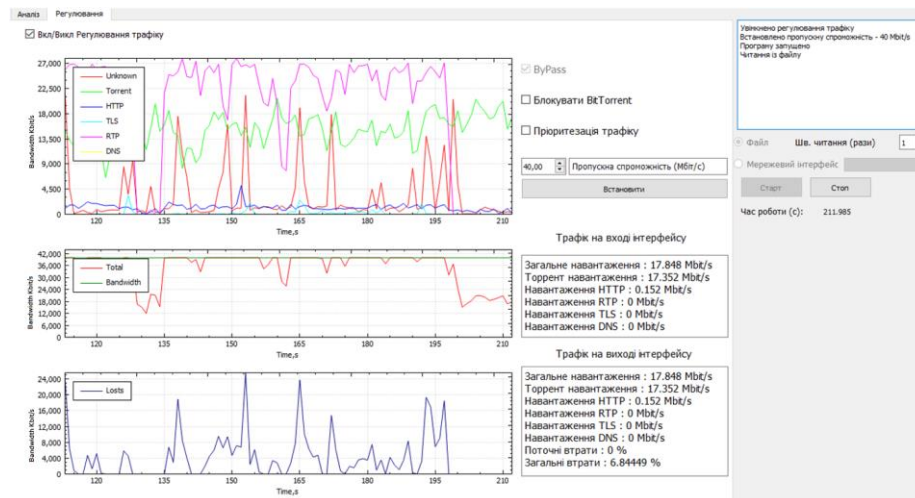 Аналіз Регулювання
Вкл/Викл Регулювання трафіку
27,000
22,500
18,000
13,500
9,000
4,500
0
Bandwidth Kbit/s
Unknown
Torrent
HTTP
TLS
RTP
DNS
120 135 150 165 180 195 210
Time,s
42,000
36,000
30,000
24,000
18,000
12,000
6,000
0
Bandwidth Kbit/s
Total
Bandwidth
120 135 150 165 180 195 210
Time,s
24,000
20,000
16,000
12,000
8,000
4,000
0
Bandwidth Kbit/s
Losts
120 135 150 165 180 195 210
Time,s
ByPass
Блокувати BitTorrent
Пріоритезація трафіку
40,00 Пропускна спроможність (Мбіт/с)
Встановити
Трафік на вході інтерфейсу
Загальне навантаження : 17.848 Mbit/s
Торрент навантаження : 17.352 Mbit/s
Навантаження HTTP : 0.152 Mbit/s
Навантаження RTP : 0 Mbit/s
Навантаження TLS : 0 Mbit/s
Навантаження DNS : 0 Mbit/s
Трафік на виході інтерфейсу
Загальне навантаження : 17.848 Mbit/s
Торрент навантаження : 17.352 Mbit/s
Навантаження HTTP : 0.152 Mbit/s
Навантаження RTP : 0 Mbit/s
Навантаження TLS : 0 Mbit/s
Навантаження DNS : 0 Mbit/s
Поточні втрати : 0 %
Загальні втрати : 6.84449 %
Увімкнено регулювання трафіку
Встановлено пропускну спроможність - 40 Mbit/s
Програму запущено
Читання із файлу
Файл Шв. читання (рази) 1
Мережевий інтерфейс
Старт Стоп
Час роботи (с): 211.985